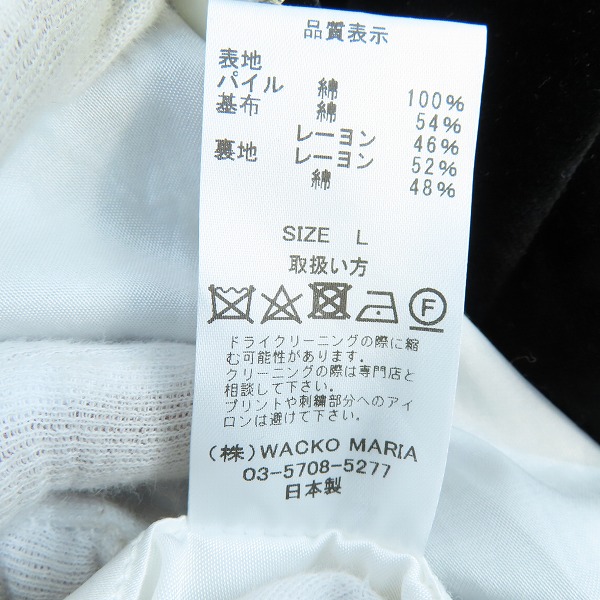 品質表示
表地
パイル 綿 100%
基布 綿 54%
レーヨン 46%
裏地 レーヨン 52%
綿 48%
SIZE L
取扱い方
F
ドライクリーニングの際に縮
む可能性があります。
クリーニングの際は専門店と
相談して下さい。
プリントや刺繍部分へのアイ
ロンは避けて下さい。
(株)WACKO MARIA
03-5708-5277
日本製